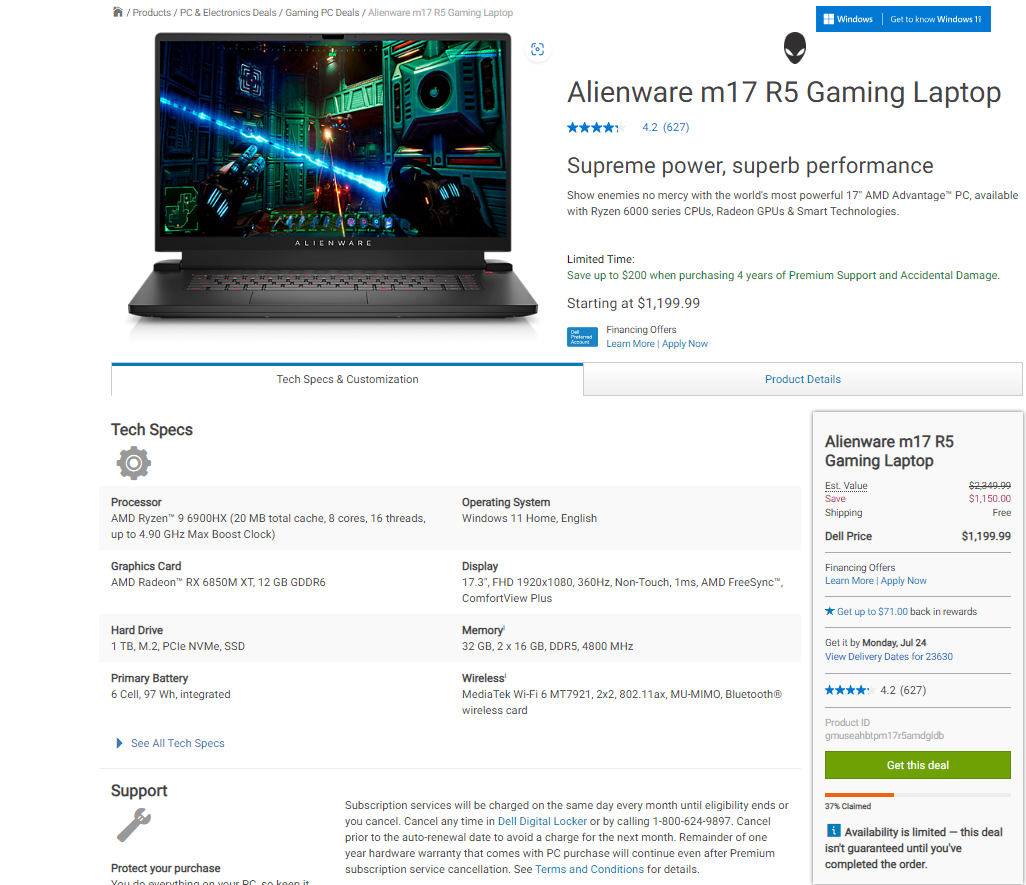 / Products / PC & Electronics Deals / Gaming PC Deals / Alienware m17 R5 Gaming Laptop
Windows | Get to know Windows 11
ALIENWARE
Alienware m17 R5 Gaming Laptop
4.2 (627)
Supreme power, superb performance
Show enemies no mercy with the world's most powerful 17" AMD Advantage™ PC, available
with Ryzen 6000 series CPUs, Radeon GPUs & Smart Technologies.
Limited Time:
Save up to $200 when purchasing 4 years of Premium Support and Accidental Damage.
Starting at $1,199.99
Dell
Preferred
Account
Financing Offers
Learn More | Apply Now
Tech Specs & Customization
Product Details
Tech Specs
Processor
AMD Ryzen™ 9 6900HX (20 MB total cache, 8 cores, 16 threads,
up to 4.90 GHz Max Boost Clock)
Operating System
Windows 11 Home, English
Graphics Card
AMD Radeon™ RX 6850M XT, 12 GB GDDR6
Display
17.3", FHD 1920x1080, 360Hz, Non-Touch, 1ms, AMD FreeSync™,
ComfortView Plus
Hard Drive
1 TB, M.2, PCIe NVMe, SSD
Memory
32 GB, 2 x 16 GB, DDR5, 4800 MHz
Primary Battery
6 Cell, 97 Wh, integrated
Wireless
MediaTek Wi-Fi 6 MT7921, 2x2, 802.11ax, MU-MIMO, Bluetooth®
wireless card
See All Tech Specs
Support
Protect your purchase
You do everything on your PC, so keep it
Subscription services will be charged on the same day every month until eligibility ends or
you cancel. Cancel any time in Dell Digital Locker or by calling 1-800-624-9897. Cancel
prior to the auto-renewal date to avoid a charge for the next month. Remainder of one
year hardware warranty that comes with PC purchase will continue even after Premium
subscription service cancellation. See Terms and Conditions for details.
Alienware m17 R5
Gaming Laptop
Est. Value $2,349.99
Save $1,150.00
Shipping Free
Dell Price $1,199.99
Financing Offers
Learn More | Apply Now
Get up to $71.00 back in rewards
Get it by Monday, Jul 24
View Delivery Dates for 23630
4.2 (627)
Product ID
gmuseahbtpm17r5amdgldb
Get this deal
37% Claimed
Availability is limited — this deal
isn't guaranteed until you've
completed the order.